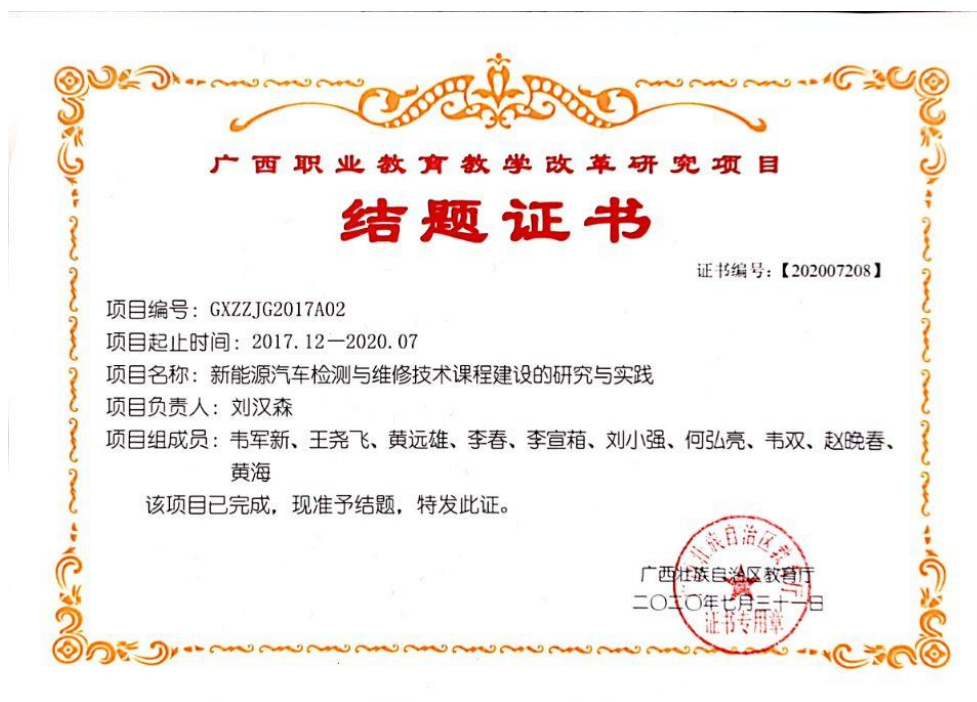 广西职业教育教学改革研究项目
结题证书
证书编号：【202007208】
项目编号：GXZZJG2017A02
项目起止时间：2017.12—2020.07
项目名称：新能源汽车检测与维修技术课程建设的研究与实践
项目负责人：刘汉森
项目组成员：韦军新、王尧飞、黄远雄、李春、李宣葙、刘小强、何弘亮、韦双、赵晚春、
黄海
该项目已完成，现准予结题，特发此证。
广西壮族自治区教育厅
二〇二〇年七月三十一日
证书专用章